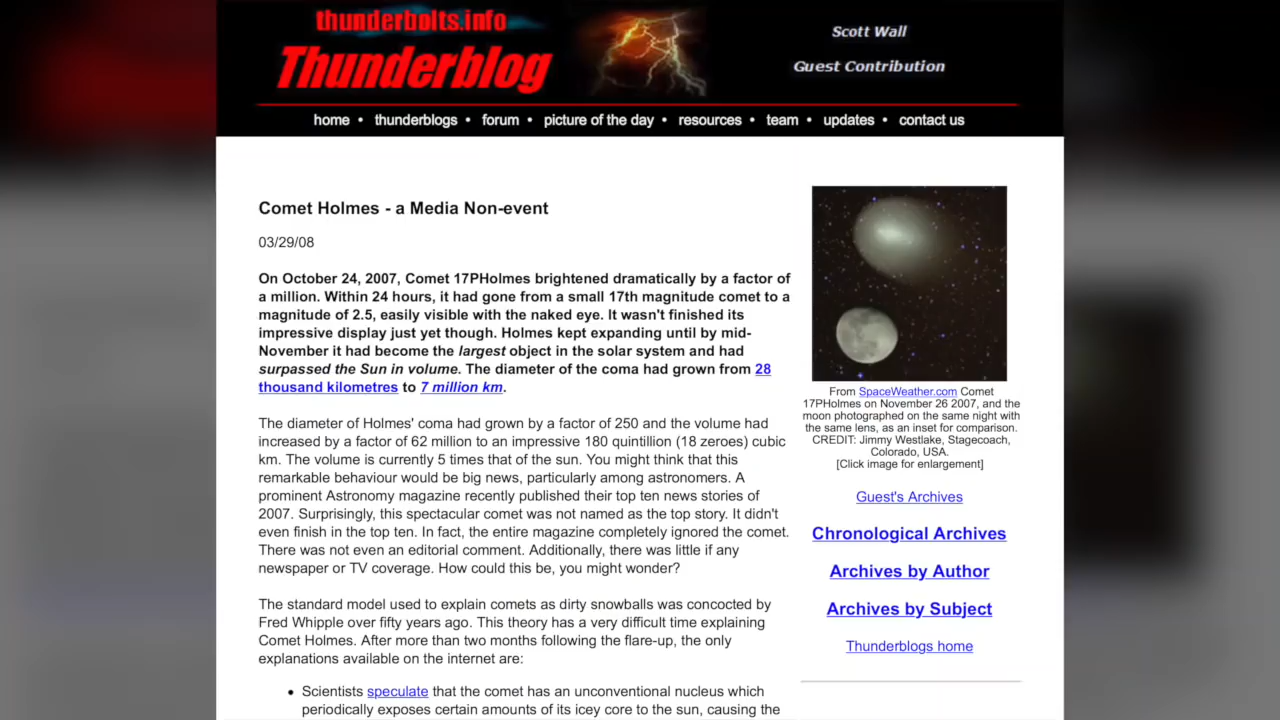 thunderbolts.info
Thunderblog
Scott Wall
Guest Contribution
home • thunderblogs • forum • picture of the day • resources • team • updates • contact us
Comet Holmes - a Media Non-event
03/29/08
On October 24, 2007, Comet 17PHolmes brightened dramatically by a factor of
a million. Within 24 hours, it had gone from a small 17th magnitude comet to a
magnitude of 2.5, easily visible with the naked eye. It wasn't finished its
impressive display just yet though. Holmes kept expanding until by mid-
November it had become the largest object in the solar system and had
surpassed the Sun in volume. The diameter of the coma had grown from 28
thousand kilometres to 7 million km.
The diameter of Holmes' coma had grown by a factor of 250 and the volume had
increased by a factor of 62 million to an impressive 180 quintillion (18 zeroes) cubic
km. The volume is currently 5 times that of the sun. You might think that this
remarkable behaviour would be big news, particularly among astronomers. A
prominent Astronomy magazine recently published their top ten news stories of
2007. Surprisingly, this spectacular comet was not named as the top story. It didn't
even finish in the top ten. In fact, the entire magazine completely ignored the comet.
There was not even an editorial comment. Additionally, there was little if any
newspaper or TV coverage. How could this be, you might wonder?
The standard model used to explain comets as dirty snowballs was concocted by
Fred Whipple over fifty years ago. This theory has a very difficult time explaining
Comet Holmes. After more than two months following the flare-up, the only
explanations available on the internet are:
• Scientists speculate that the comet has an unconventional nucleus which
periodically exposes certain amounts of its icey core to the sun, causing the
From SpaceWeather.com Comet
17PHolmes on November 26 2007, and the
moon photographed on the same night with
the same lens, as an inset for comparison.
CREDIT: Jimmy Westlake, Stagecoach,
Colorado, USA.
[Click image for enlargement]
Guest's Archives
Chronological Archives
Archives by Author
Archives by Subject
Thunderblogs home